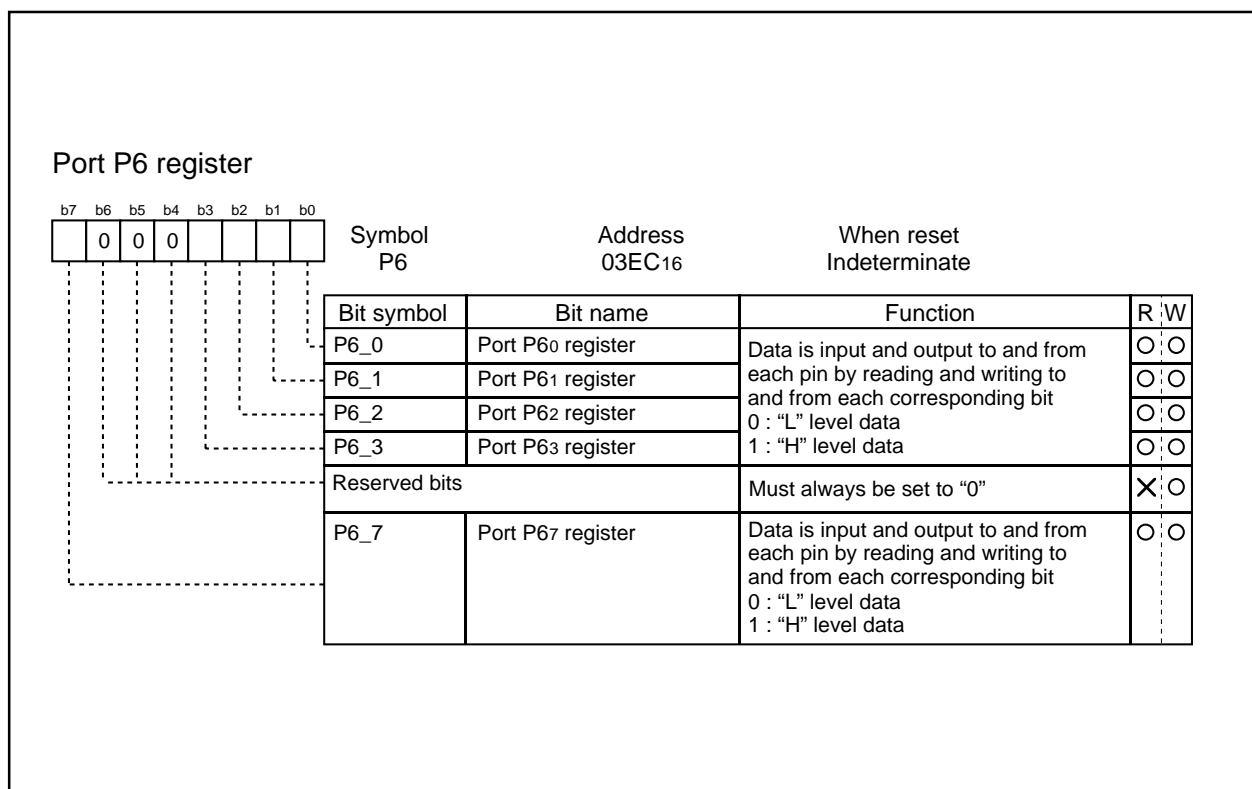 Port P6 register
b7 b6 b5 b4 b3 b2 b1 b0
0 0 0
Symbol Address When reset
P6 03EC16 Indeterminate
Bit symbol Bit name Function R W
P6_0 Port P60 register
P6_1 Port P61 register
P6_2 Port P62 register
P6_3 Port P63 register
Data is input and output to and from
each pin by reading and writing to
and from each corresponding bit
0 : “L” level data
1 : “H” level data
Reserved bits Must always be set to “0”
P6_7 Port P67 register
Data is input and output to and from
each pin by reading and writing to
and from each corresponding bit
0 : “L” level data
1 : “H” level data